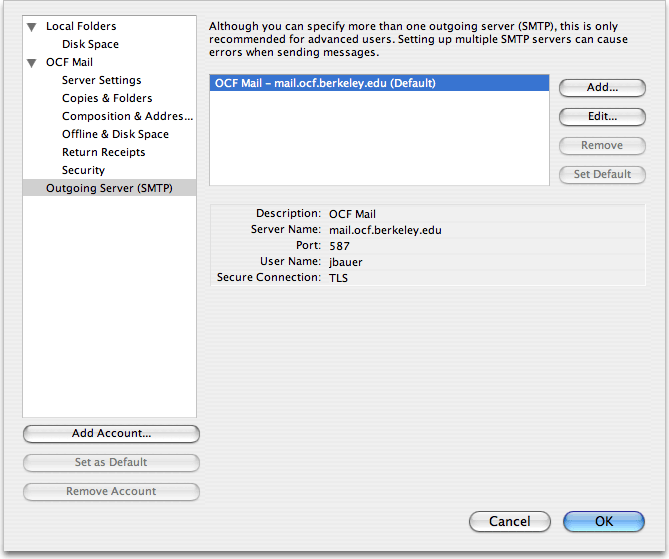 Local Folders
Disk Space
OCF Mail
Server Settings
Copies & Folders
Composition & Addres...
Offline & Disk Space
Return Receipts
Security
Outgoing Server (SMTP)
Add Account...
Set as Default
Remove Account
Although you can specify more than one outgoing server (SMTP), this is only
recommended for advanced users. Setting up multiple SMTP servers can cause
errors when sending messages.
OCF Mail – mail.ocf.berkeley.edu (Default)
Add...
Edit...
Remove
Set Default
Description: OCF Mail
Server Name: mail.ocf.berkeley.edu
Port: 587
User Name: jbauer
Secure Connection: TLS
Cancel
OK